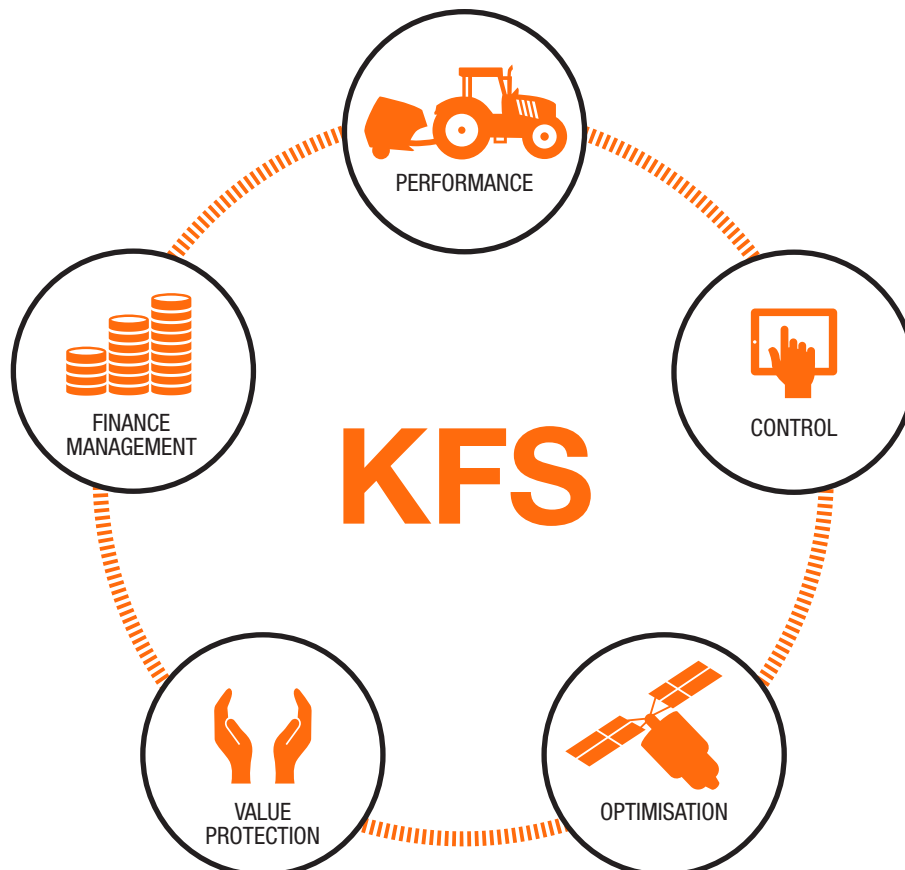 PERFORMANCE
FINANCE
MANAGEMENT
CONTROL
KFS
VALUE
PROTECTION
OPTIMISATION